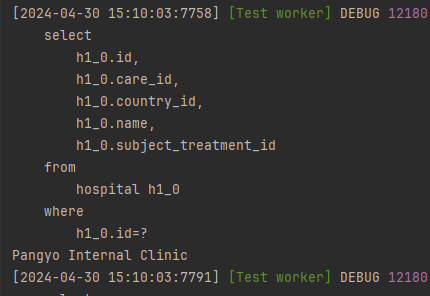 [2024-04-30 15:10:03:7758] [Test worker] DEBUG 12180
select
h1_0.id,
h1_0.care_id,
h1_0.country_id,
h1_0.name,
h1_0.subject_treatment_id
from
hospital h1_0
where
h1_0.id=?
Pangyo Internal Clinic
[2024-04-30 15:10:03:7791] [Test worker] DEBUG 12180